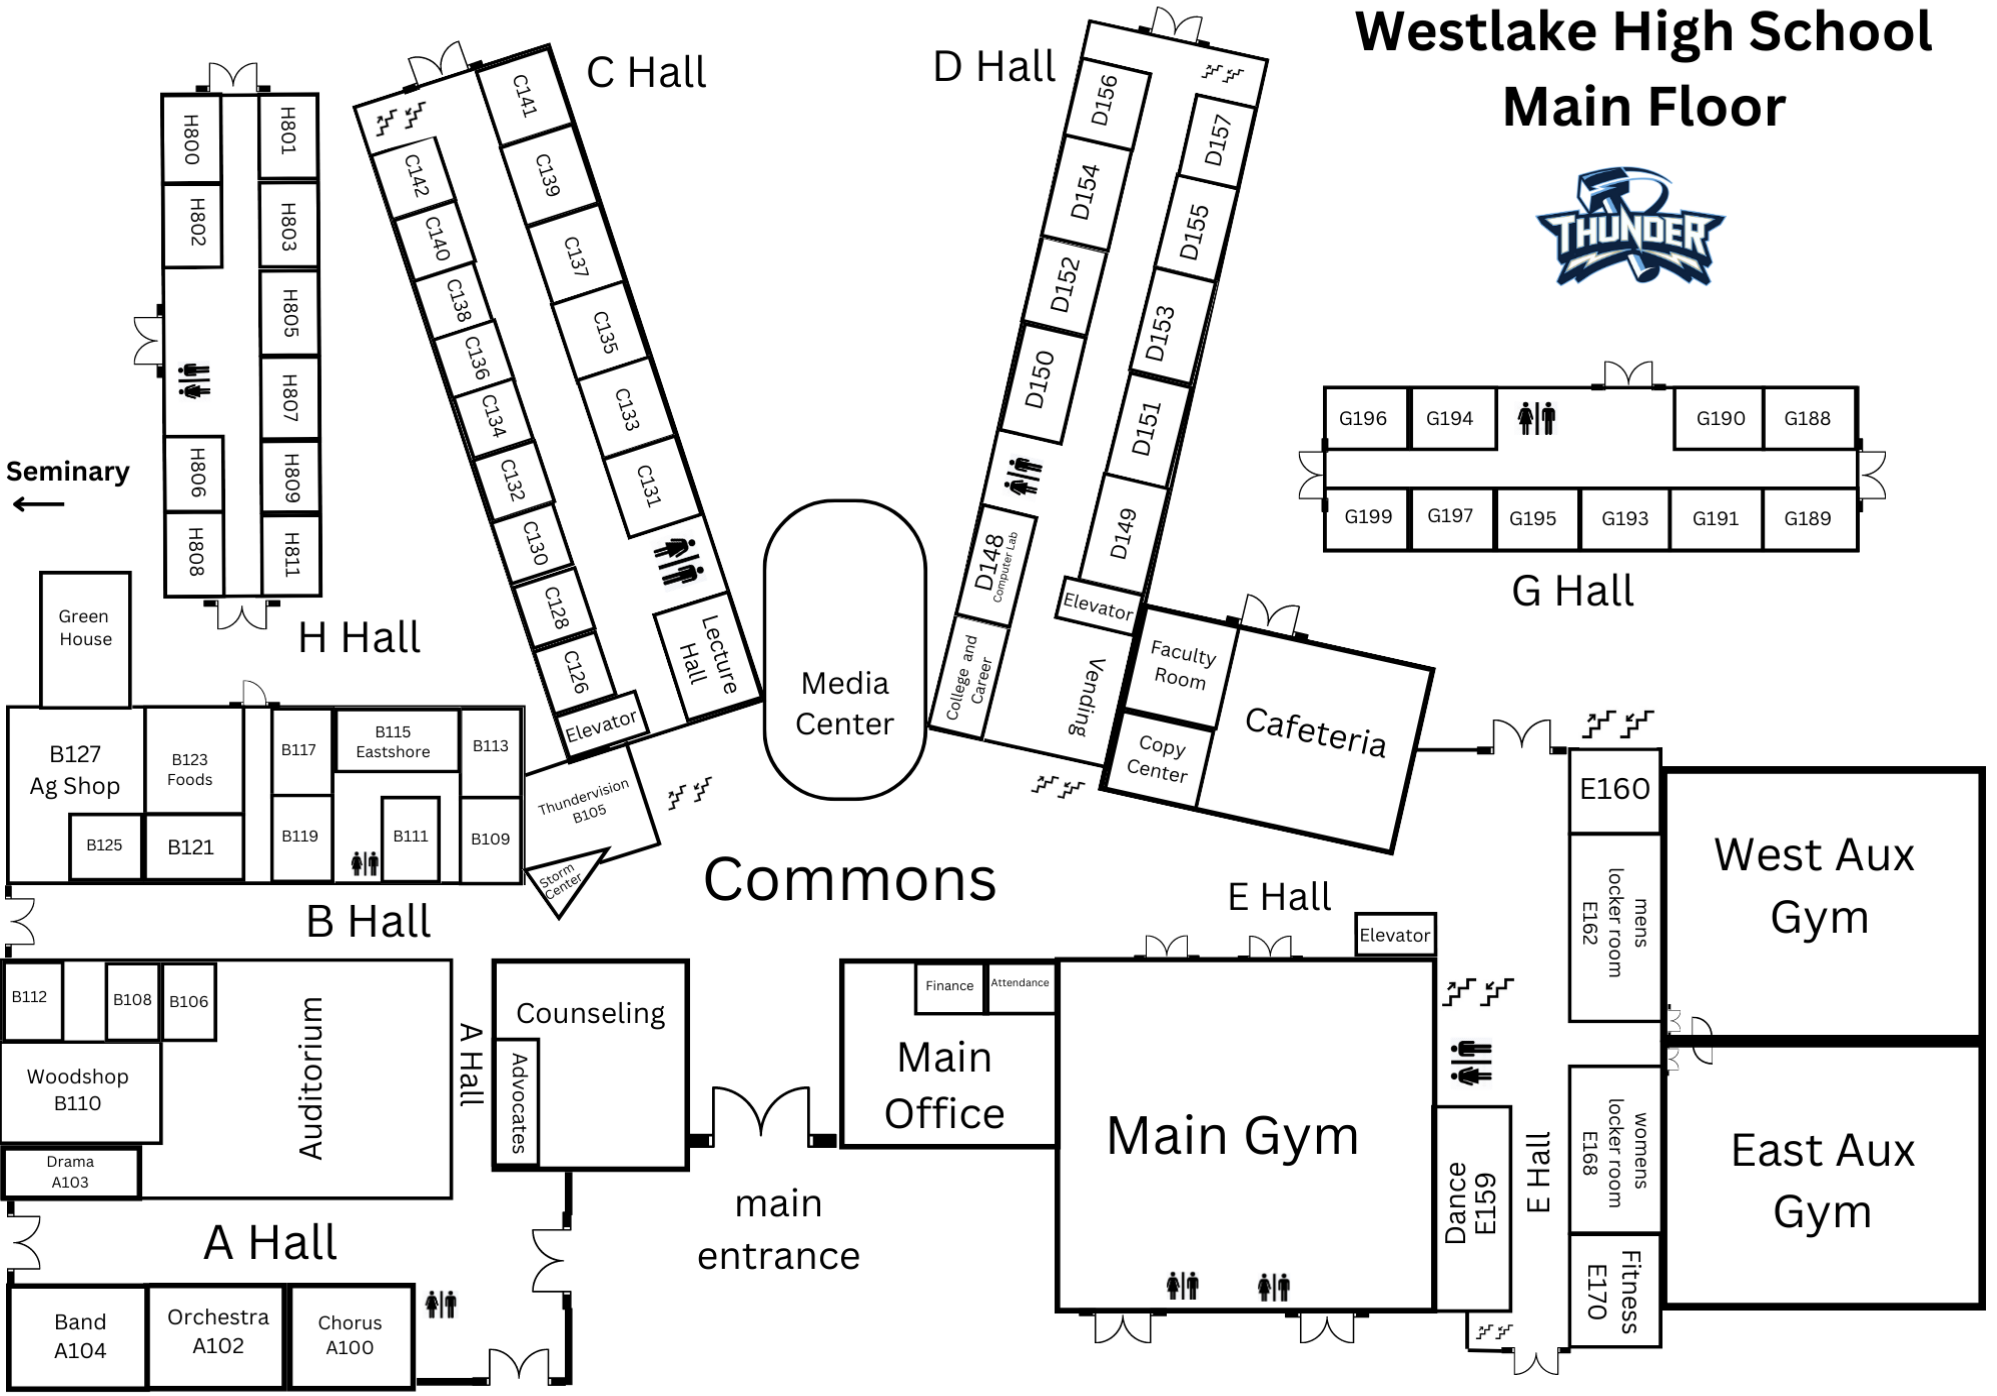 Westlake High School
Main Floor
THUNDER
C Hall
D Hall
H800
H801
H802
H803
H805
H807
H806
H809
H808
H811
H Hall
Seminary
C141
C139
C137
C135
C133
C131
C142
C140
C138
C136
C134
C132
C130
C128
C126
Elevator
Lecture
Hall
Media
Center
D156
D154
D152
D150
D148
Computer Lab
College and
Career
D157
D155
D153
D151
D149
Elevator
Vending
Faculty
Room
Copy
Center
Cafeteria
G196
G194
G190
G188
G199
G197
G195
G193
G191
G189
G Hall
Green
House
B127
Ag Shop
B123
Foods
B117
B115
Eastshore
B113
B125
B121
B119
B111
B109
Thundervision
B105
Storm
Center
B Hall
Commons
E Hall
Elevator
E160
mens
locker room
E162
West Aux
Gym
B112
B108
B106
Woodshop
B110
Drama
A103
Auditorium
A Hall
Counseling
Advocates
Finance
Attendance
Main
Office
Main Gym
Dance
E159
E Hall
womens
locker room
E168
Fitness
E170
East Aux
Gym
main
entrance
A Hall
Band
A104
Orchestra
A102
Chorus
A100